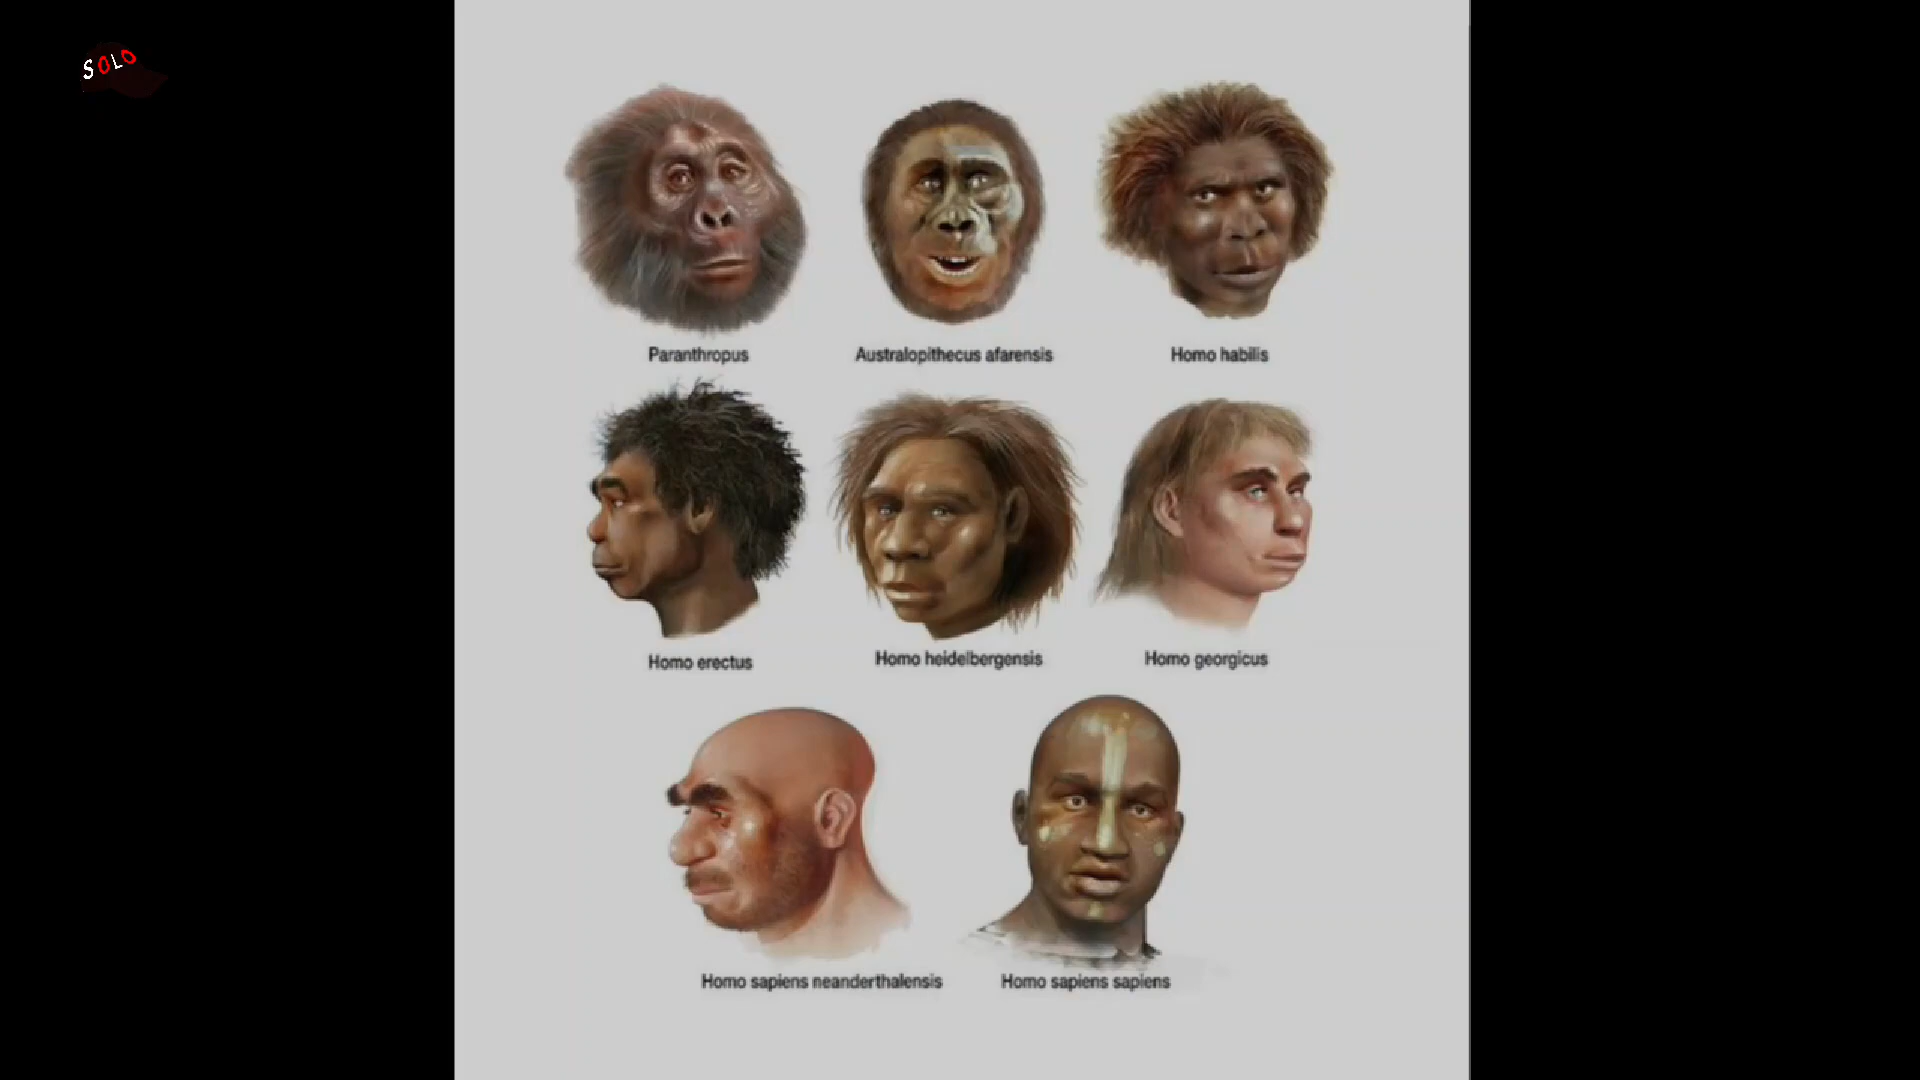 SOLO
Paranthropus
Australopithecus afarensis
Homo habilis
Homo erectus
Homo heidelbergensis
Homo georgicus
Homo sapiens neanderthalensis
Homo sapiens sapiens